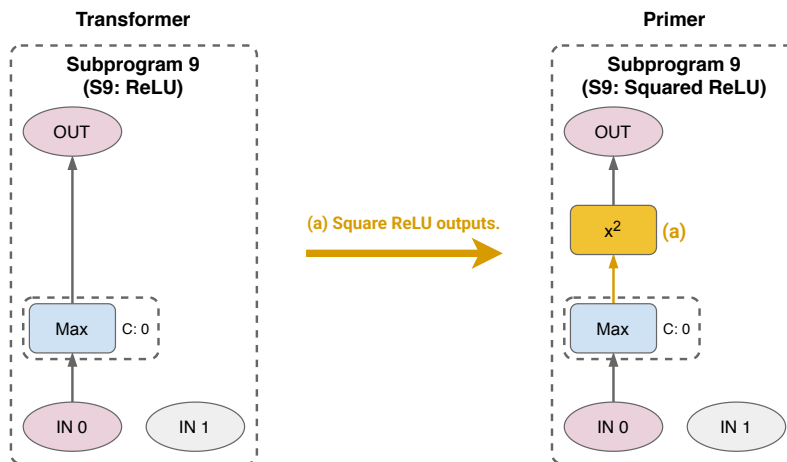 Transformer
Subprogram 9
(S9: ReLU)
OUT
Max
C: 0
IN 0
IN 1
(a) Square ReLU outputs.
Primer
Subprogram 9
(S9: Squared ReLU)
OUT
x²
(a)
Max
C: 0
IN 0
IN 1